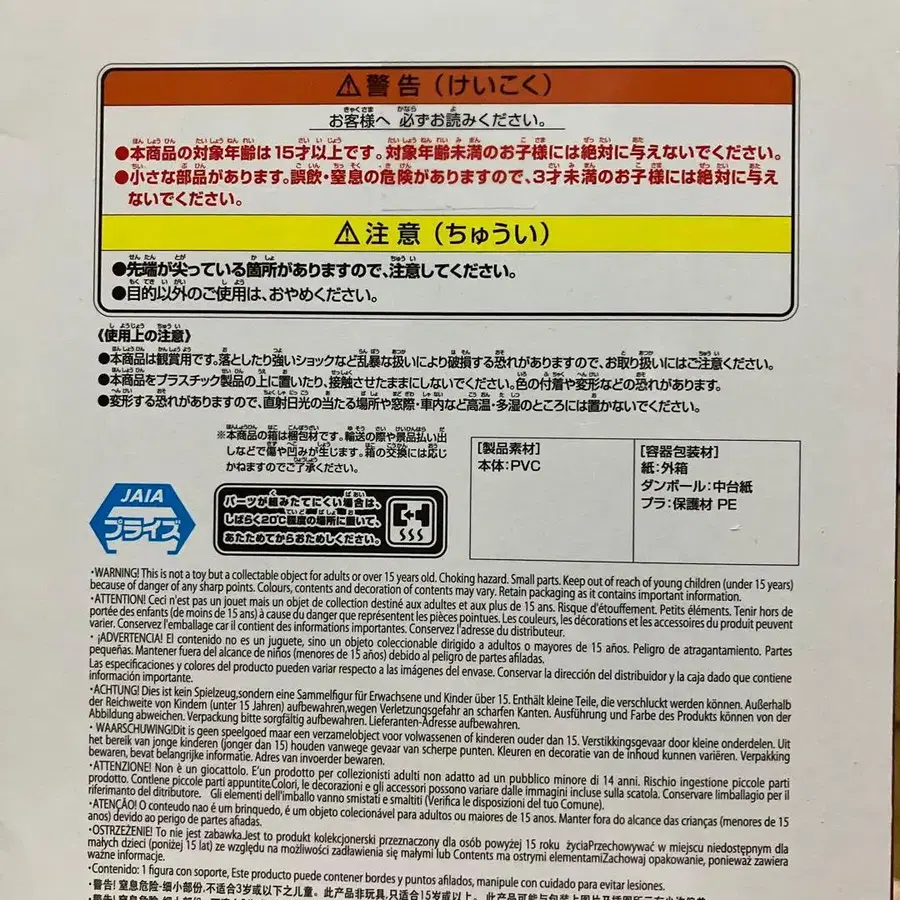 ⚠警告（けいこく）
お客様へ 必ずお読みください。
●本商品の対象年齢は15才以上です。対象年齢未満のお子様には絶対に与えないでください。
●小さな部品があります。誤飲・窒息の危険がありますので、3才未満のお子様には絶対に与え
ないでください。
⚠注意（ちゅうい）
●先端が尖っている箇所がありますので、注意してください。
●目的以外のご使用は、おやめください。
《使用上の注意》
●本商品は観賞用です。落としたり強いショックなど乱暴な扱いにより破損する恐れがありますので、お取り扱いにはご注意ください。
●本商品をプラスチック製品の上に置いたり、接触させたままにしないでください。色の付着や変形などの恐れがあります。
●変形する恐れがありますので、直射日光の当たる場所や窓際・車内など高温・多湿のところには置かないでください。
※本商品の箱は梱包材です。輸送の際や景品払い出
しなどで傷や凹みが生じます。箱の交換には応じ
かねますのでご了承ください。
[製品素材]
本体:PVC
[容器包装材]
紙:外箱
ダンボール:中台紙
プラ:保護材 PE
JAIA
プライズ
パーツが組みたてにくい場合は、
しばらく20℃程度の場所に置いて、
あたためてからおためしください。
・WARNING! This is not a toy but a collectable object for adults or over 15 years old. Choking hazard. Small parts. Keep out of reach of young children (under 15 years)
because of danger of any sharp points. Colours, contents and decoration of contents may vary. Retain packaging as it contains important information.
・ATTENTION! Ceci n'est pas un jouet mais un objet de collection destiné aux adultes et aux plus de 15 ans. Risque d'étouffement. Petits éléments. Tenir hors de
portée des enfants (de moins de 15 ans) à cause du danger que représentent les pièces pointues. Les couleurs, les décorations et les accessoires du produit peuvent
varier. Conservez l'emballage car il contient des informations importantes. Conservez l'adresse du distributeur.
・¡ADVERTENCIA! El contenido no es un juguete, sino un objeto coleccionable dirigido a adultos o mayores de 15 años. Peligro de atragantamiento. Partes
pequeñas. Mantener fuera del alcance de niños (menores de 15 años) debido al peligro de partes afiladas.
Las especificaciones y colores del producto pueden variar respecto a las imágenes del envase. Conservar la dirección del distribuidor y la caja dado que contiene
información importante.
・ACHTUNG! Dies ist kein Spielzeug,sondern eine Sammelfigur für Erwachsene und Kinder über 15. Enthält kleine Teile, die verschluckt werden können. Außerhalb
der Reichweite von Kindern (unter 15 Jahren) aufbewahren,wegen Verletzungsgefahr an scharfen Kanten. Ausführung und Farbe des Produkts können von der
Abbildung abweichen. Verpackung bitte sorgfältig aufbewahren. Lieferanten-Adresse aufbewahren.
・WAARSCHUWING!Dit is geen speelgoed maar een verzamelobject voor volwassenen of kinderen ouder dan 15. Verstikkingsgevaar door kleine onderdelen. Uit
het bereik van jonge kinderen (jonger dan 15) houden vanwege gevaar van scherpe punten. Kleuren en decoratie van de inhoud kunnen variëren. Verpakking
bewaren, bevat belangrijke informatie. Adres van invoerder bewaren.
・ATTENZIONE! Non è un giocattolo. E'un prodotto per collezionisti adulti non adatto ad un pubblico minore di 14 anni. Rischio ingestione piccole parti
prodotto. Contiene piccole parti appuntite.Colori, le decorazioni e gli accessori possono variare dalle immagini incluse sulla scatola. Conservare limballagio per il
riferimanto del ditributore. Gli elementi dell'imballo vanno smistati e smaltiti (Verifica le disposizioni del tuo Comune).
・ATENÇÃO! O conteudo nao é um brinquedo, é um objeto colecionável para adultos ou maiores de 15 anos. Manter fora do alcance das crianças (menores de 15
anos) devido ao perigo de partes afiadas.
・OSTRZEŻENIE! To nie jest zabawka.Jest to produkt kolekcjonerski przeznaczony dla osób powyżej 15 roku życiaPrzechowywać w miejscu niedostępnym dla
małych dzieci (poniżej 15 lat) ze względu na możliwości zadławienia się małymi lub Contents ma ostrymi elementamiZachowaj opakowanie, ponieważ zawiera
ważne informacje.
・Contenido: 1 figura con soporte, Este producto puede contener bordes y puntos afilados, manipule con cuidado para evitar lesiones.
・警告! 窒息危险-细小部份,不适合3岁或以下之儿童。此产品非玩具,只适合15岁或以上。